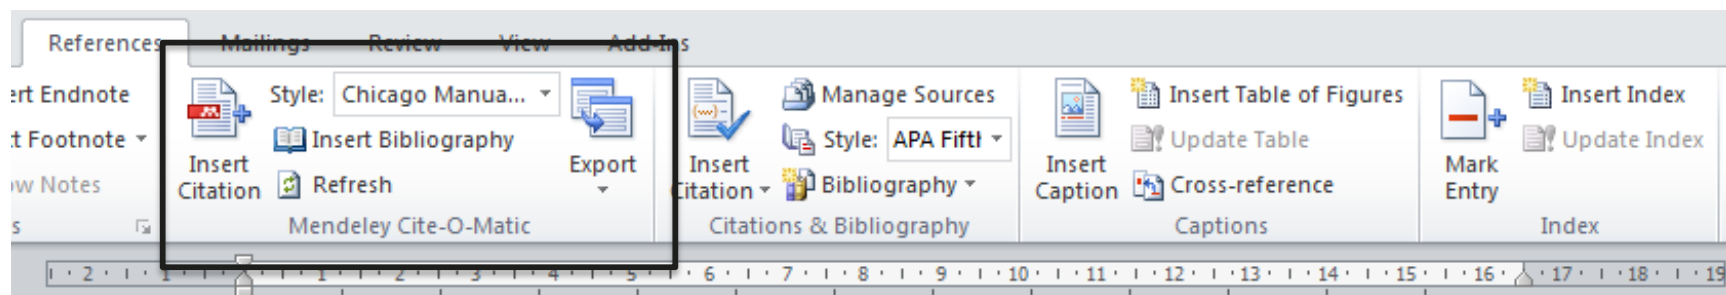 References Mailings Review View Add-Ins
ert Endnote
t Footnote
w Notes
s
Insert
Citation
Style: Chicago Manua...
Insert Bibliography
Refresh
Export
Mendeley Cite-O-Matic
Insert
Citation
Manage Sources
Style: APA Fiftl
Bibliography
Citations & Bibliography
Insert
Caption
Insert Table of Figures
Update Table
Cross-reference
Captions
Mark
Entry
Insert Index
Update Index
Index
2 1 1 2 3 4 5 6 7 8 9 10 11 12 13 14 15 16 17 18 19